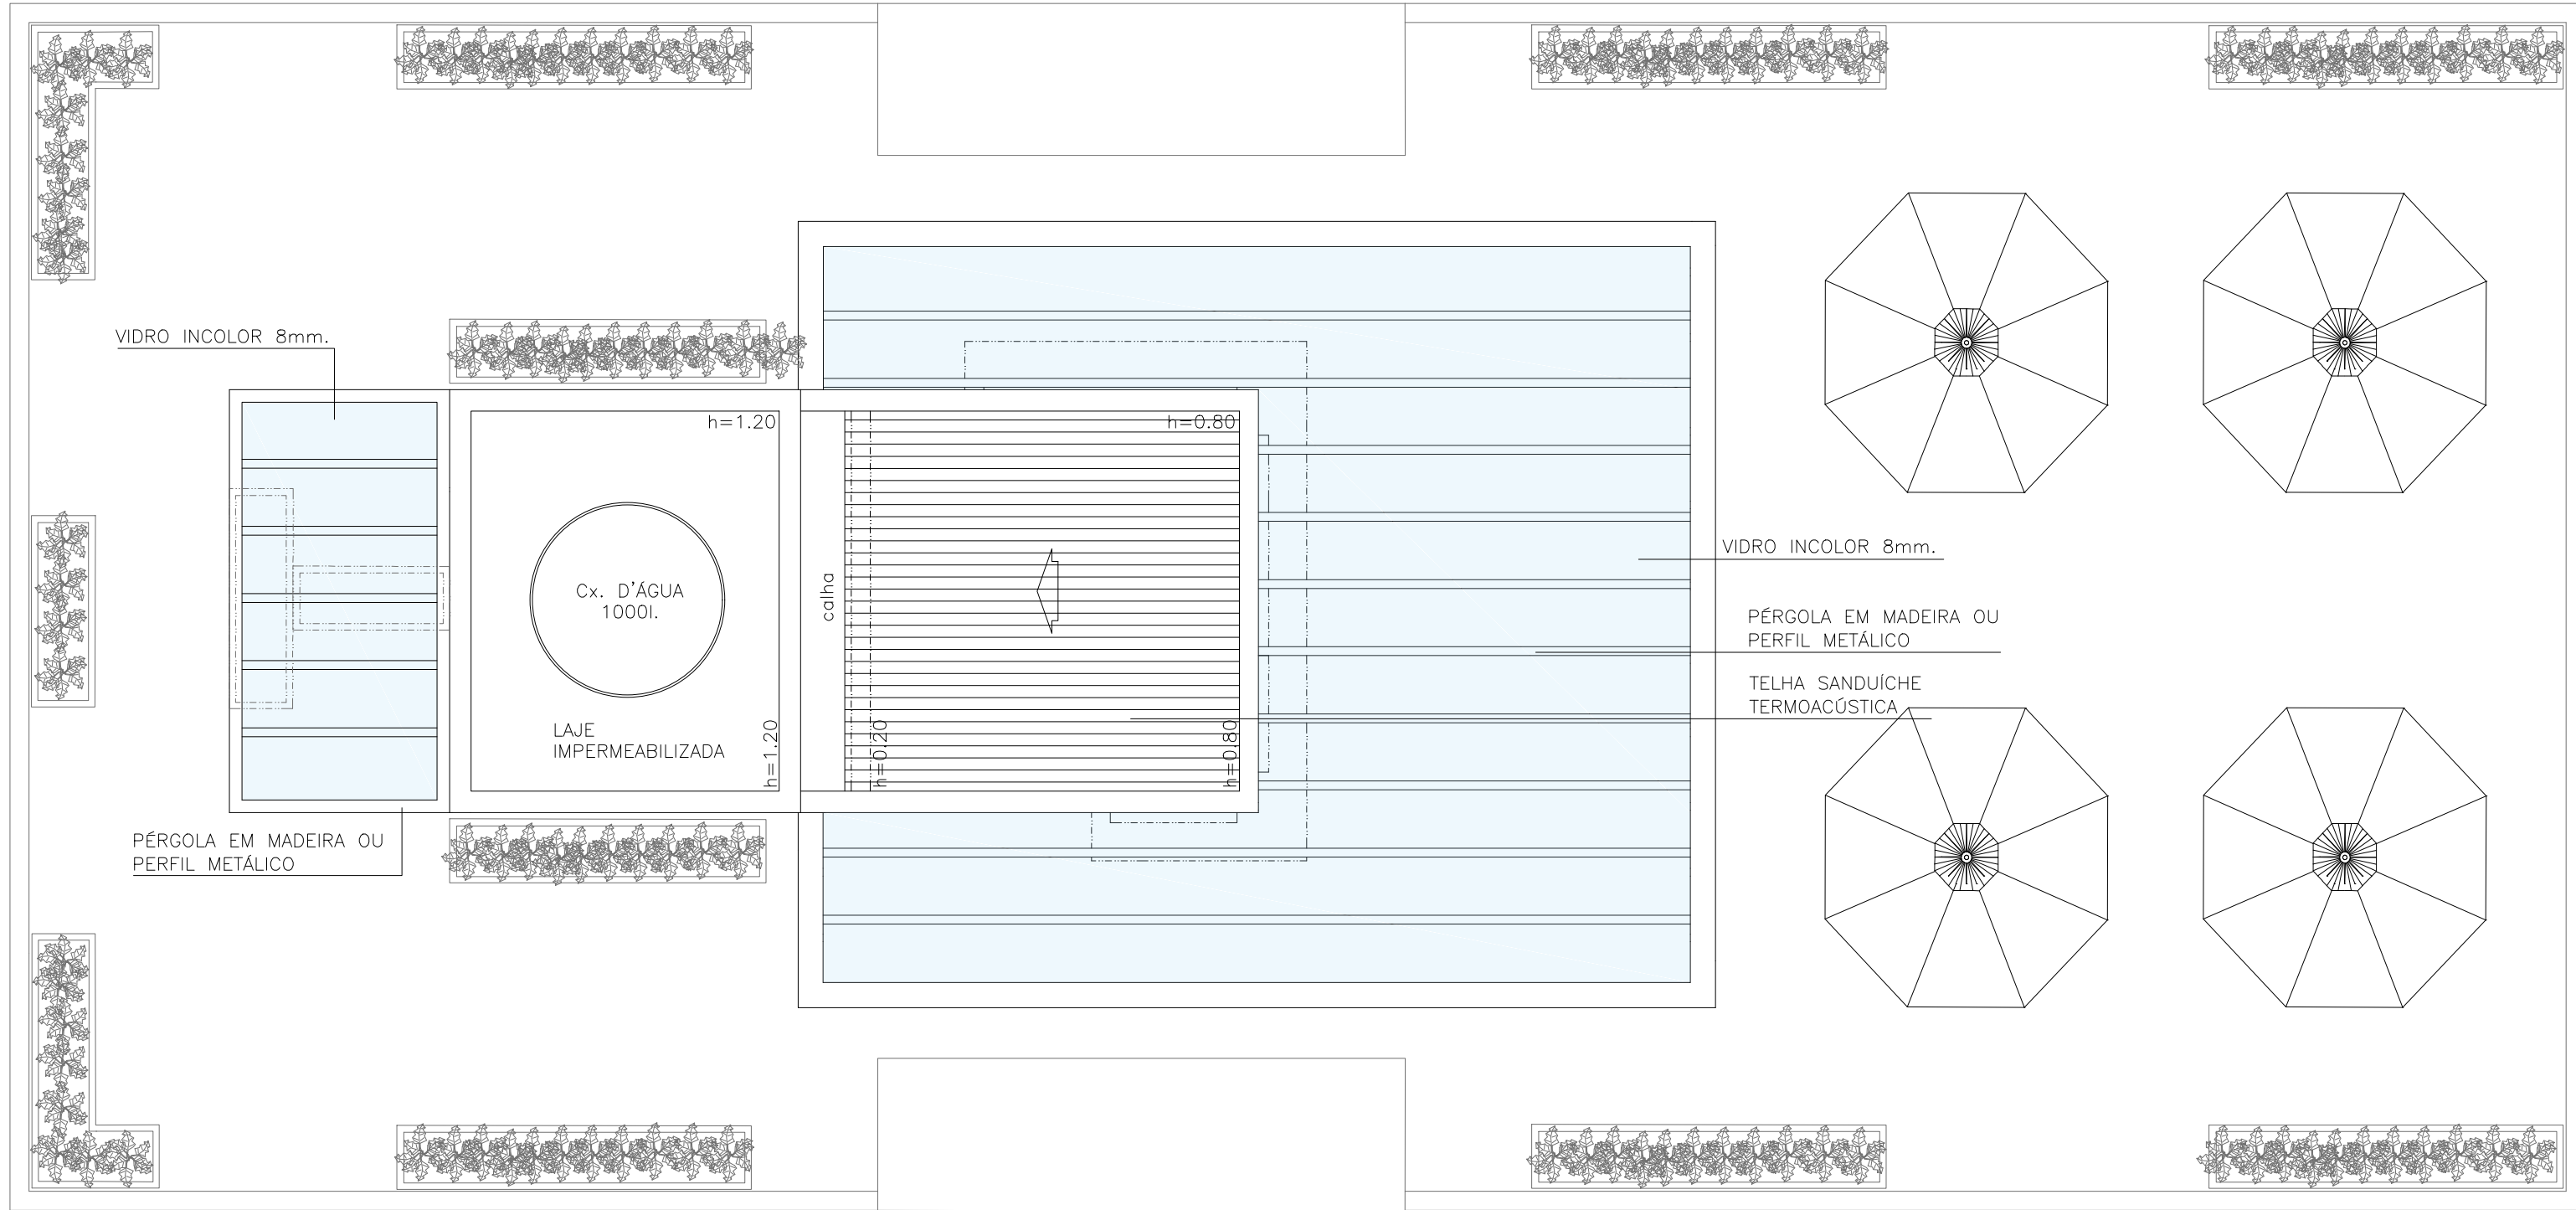 VIDRO INCOLOR 8mm.
h=1.20
h=0.80
VIDRO INCOLOR 8mm.
Cx. D'ÁGUA
1000l.
calha
PÉRGOLA EM MADEIRA OU
PERFIL METÁLICO
TELHA SANDUÍCHE
TERMOACÚSTICA
LAJE
IMPERMEABILIZADA
h=1.20
h=0.20
h=0.80
PÉRGOLA EM MADEIRA OU
PERFIL METÁLICO